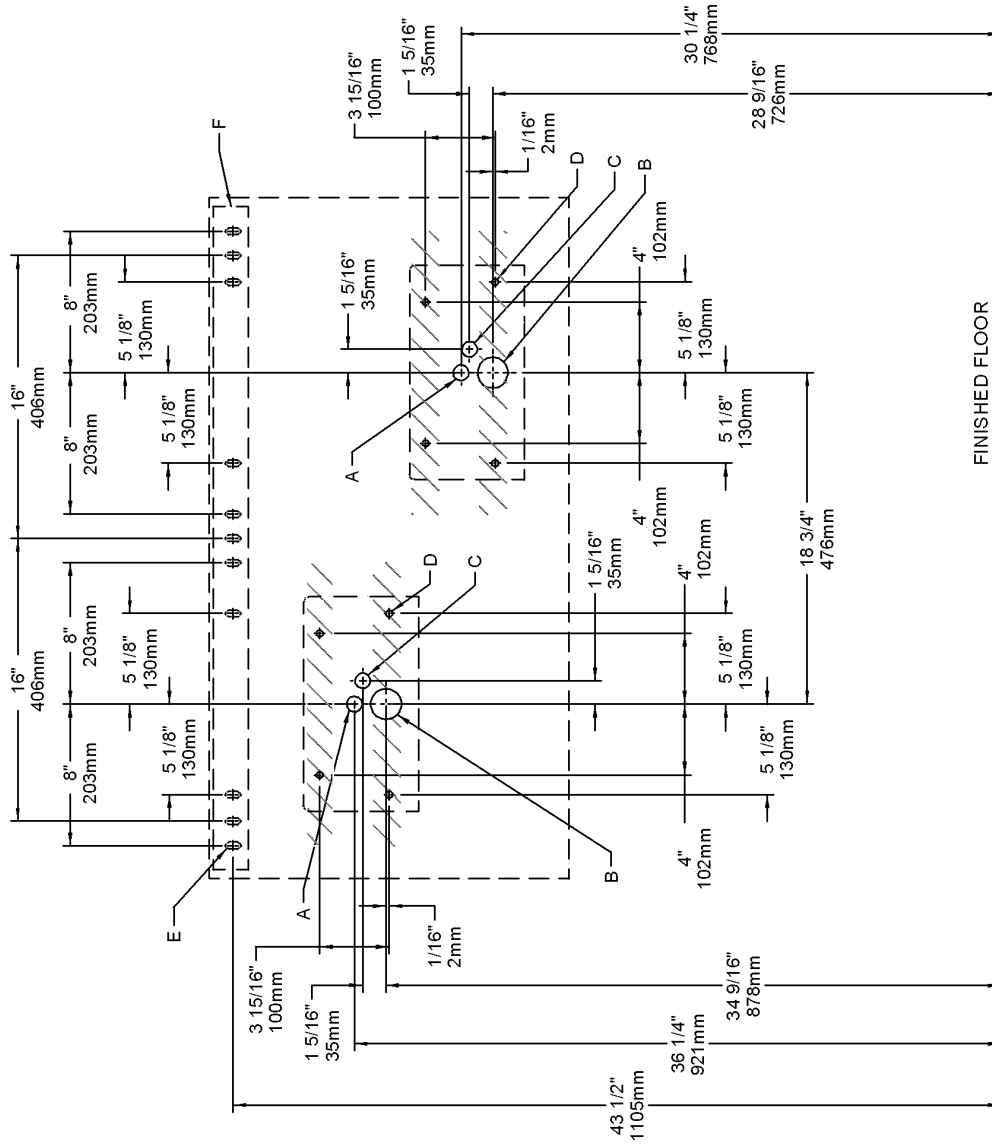 16"
406mm
8"
203mm
5 1/8"
130mm
8"
203mm
5 1/8"
130mm
16"
406mm
8"
203mm
5 1/8"
130mm
8"
203mm
5 1/8"
130mm
F
E
1 5/16"
35mm
3 15/16"
100mm
1 5/16"
35mm
1/16"
2mm
30 1/4"
768mm
28 9/16"
726mm
D
C
B
A
4"
102mm
5 1/8"
130mm
4"
102mm
5 1/8"
130mm
18 3/4"
476mm
D
C
1 5/16"
35mm
4"
102mm
5 1/8"
130mm
4"
102mm
5 1/8"
130mm
A
B
3 15/16"
100mm
1 5/16"
35mm
1/16"
2mm
34 9/16"
878mm
36 1/4"
921mm
43 1/2"
1105mm
FINISHED FLOOR